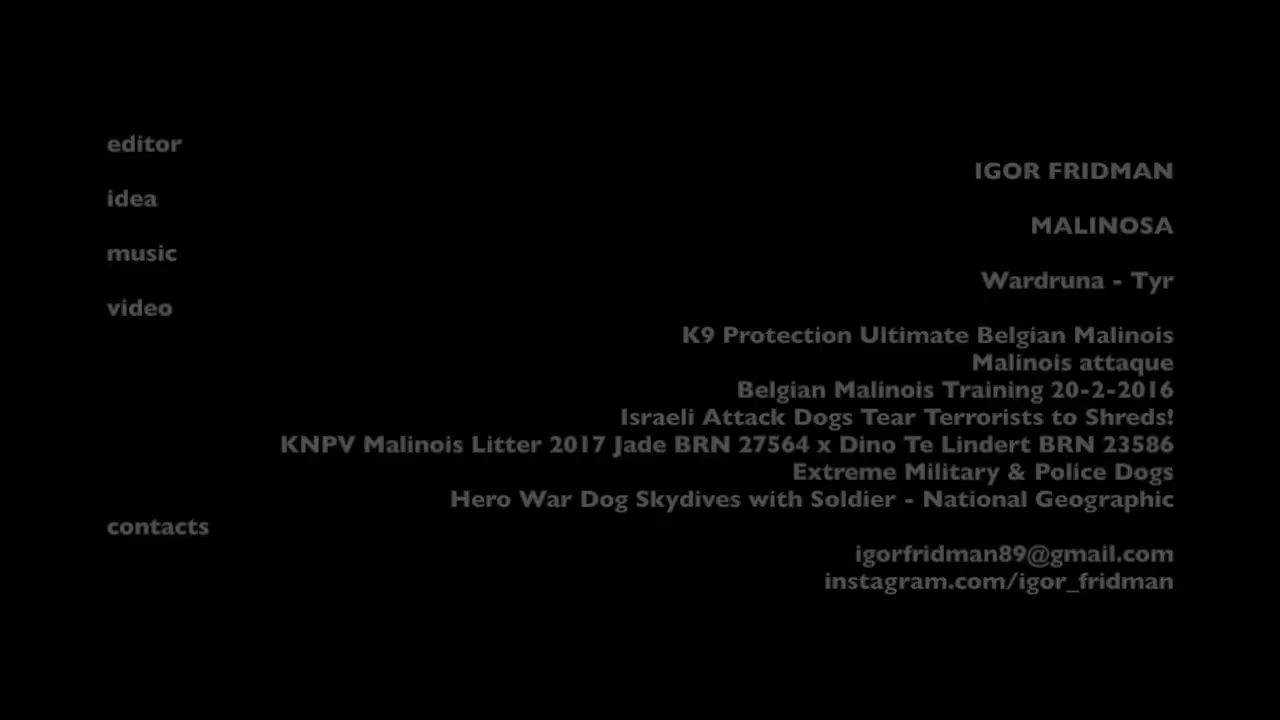 editor
IGOR FRIDMAN
idea
MALINOSA
music
Wardruna - Tyr
video
K9 Protection Ultimate Belgian Malinois
Malinois attaque
Belgian Malinois Training 20-2-2016
Israeli Attack Dogs Tear Terrorists to Shreds!
KNPV Malinois Litter 2017 Jade BRN 27564 x Dino Te Lindert BRN 23586
Extreme Military & Police Dogs
Hero War Dog Skydives with Soldier - National Geographic
contacts
igorfridman89@gmail.com
instagram.com/igor_fridman